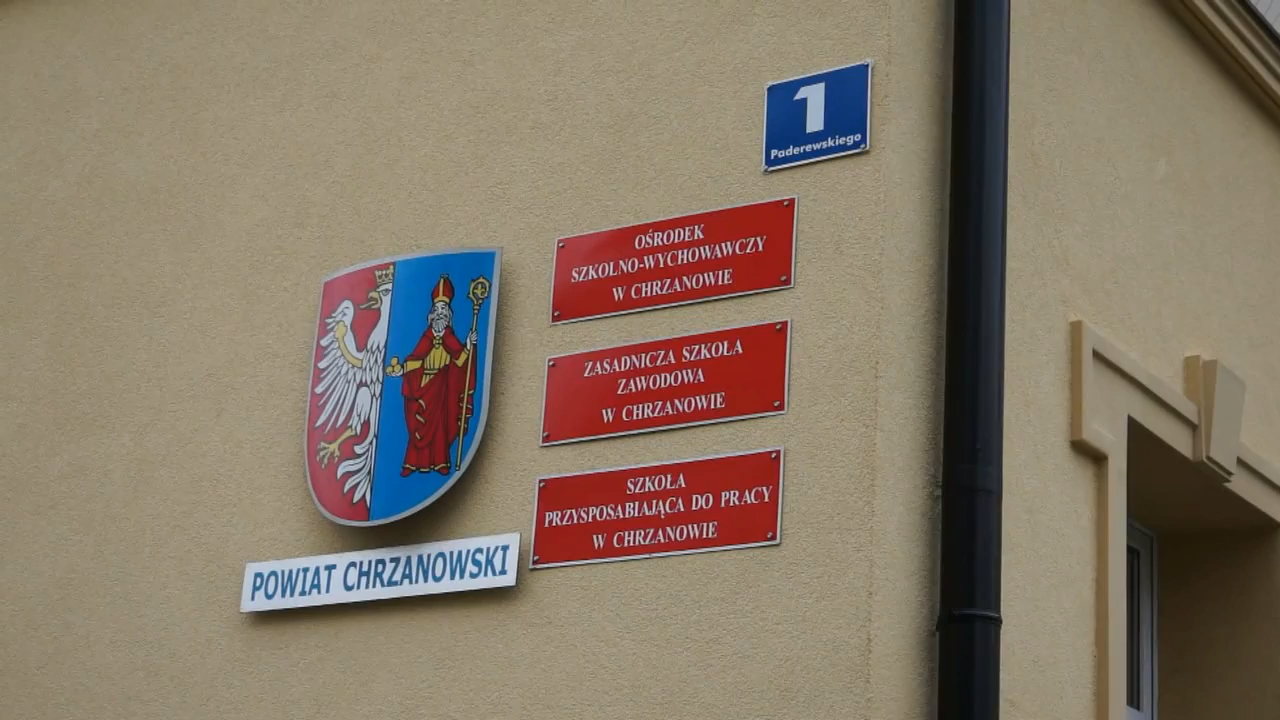 1
Paderewskiego
OŚRODEK
SZKOLNO-WYCHOWAWCZY
W CHRZANOWIE
ZASADNICZA SZKOŁA
ZAWODOWA
W CHRZANOWIE
SZKOŁA
PRZYSPOSABIAJĄCA DO PRACY
W CHRZANOWIE
POWIAT CHRZANOWSKI